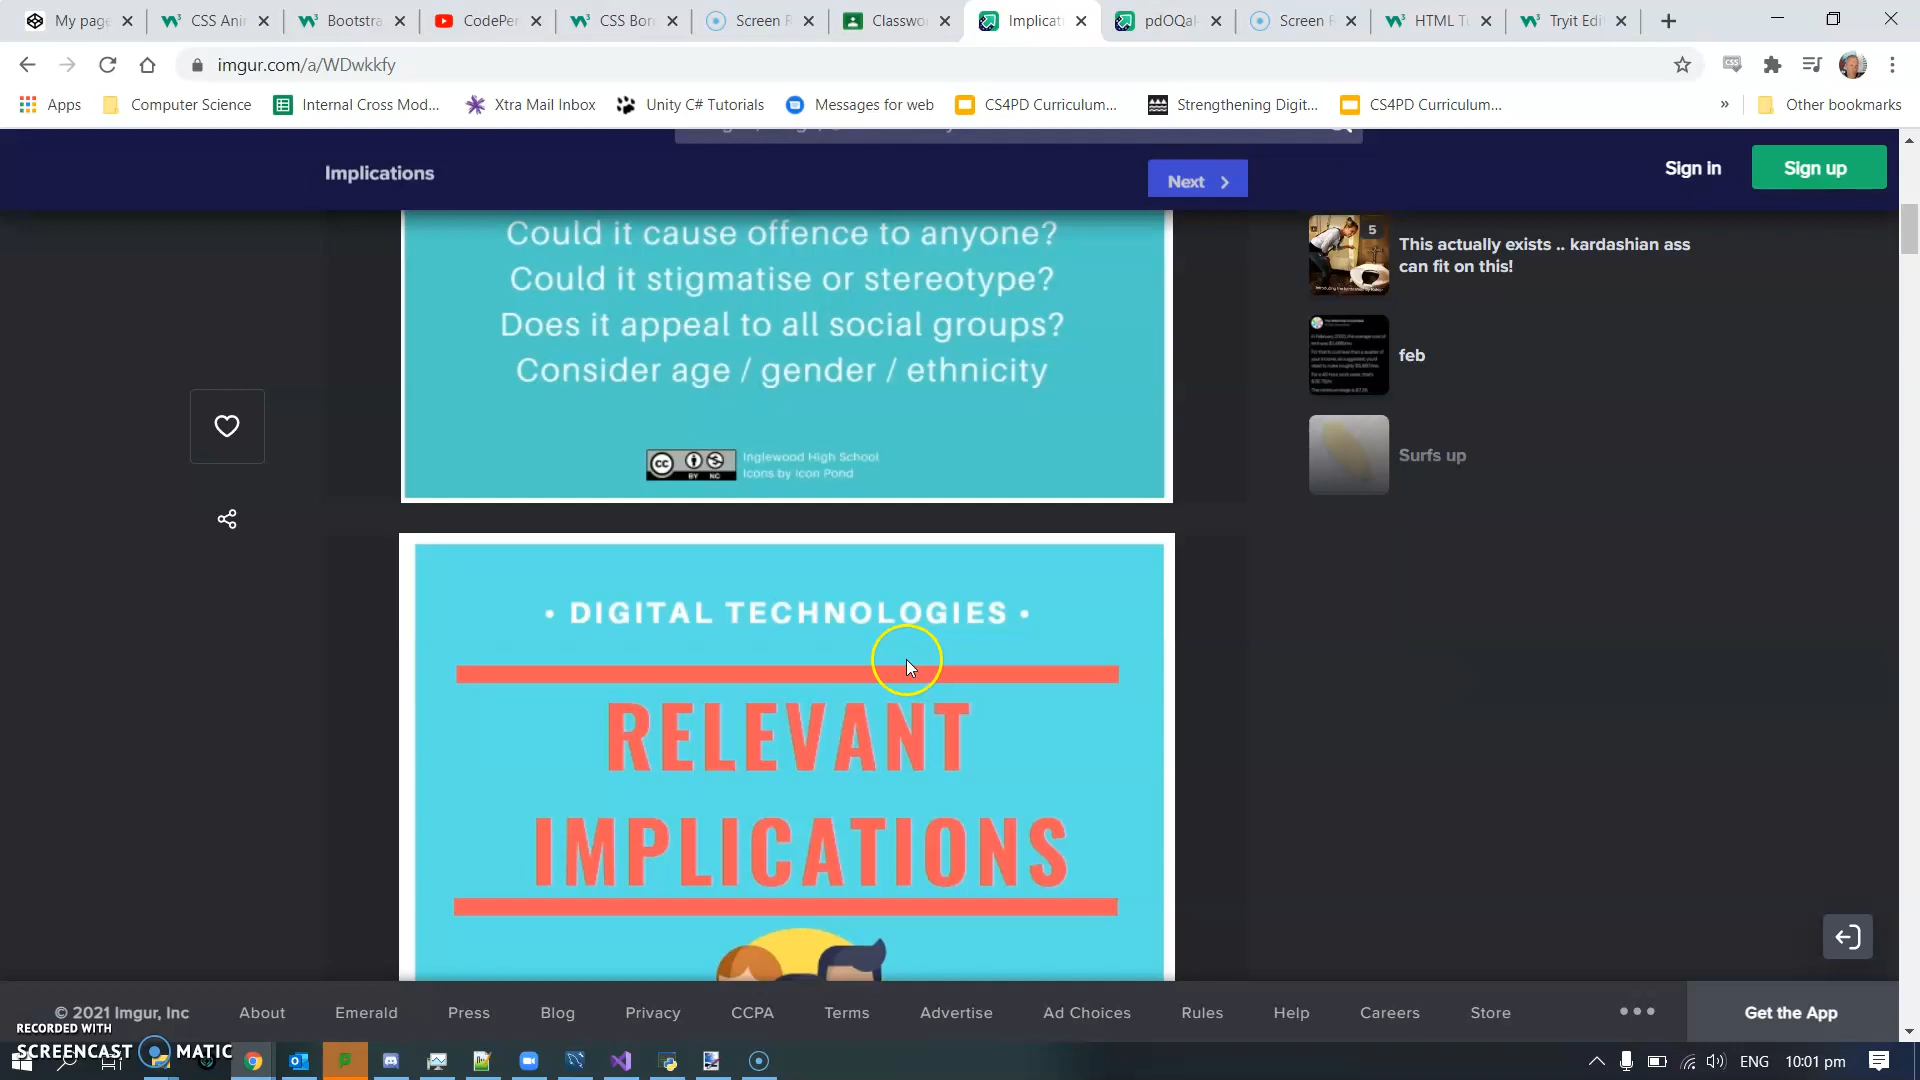 My page
CSS Ani
Bootstra
CodePe
CSS Bor
Screen R
Classwo
Implicat
pdOQa
Screen R
HTML T
Tryit Edi
imgur.com/a/WDwkkfy
Apps
Computer Science
Internal Cross Mod...
Xtra Mail Inbox
Unity C# Tutorials
Messages for web
CS4PD Curriculum...
Strengthening Digit...
CS4PD Curriculum...
»
Other bookmarks
Implications
Next
Sign in
Sign up
Could it cause offence to anyone?
Could it stigmatise or stereotype?
Does it appeal to all social groups?
Consider age / gender / ethnicity
CC BY NC
Inglewood High School
Icons by Icon Pond
5
This actually exists .. kardashian ass
can fit on this!
feb
Surfs up
• DIGITAL TECHNOLOGIES •
RELEVANT
IMPLICATIONS
© 2021 Imgur, Inc
About
Emerald
Press
Blog
Privacy
CCPA
Terms
Advertise
Ad Choices
Rules
Help
Careers
Store
Get the App
RECORDED WITH
SCREENCAST MATIC
ENG
10:01 pm